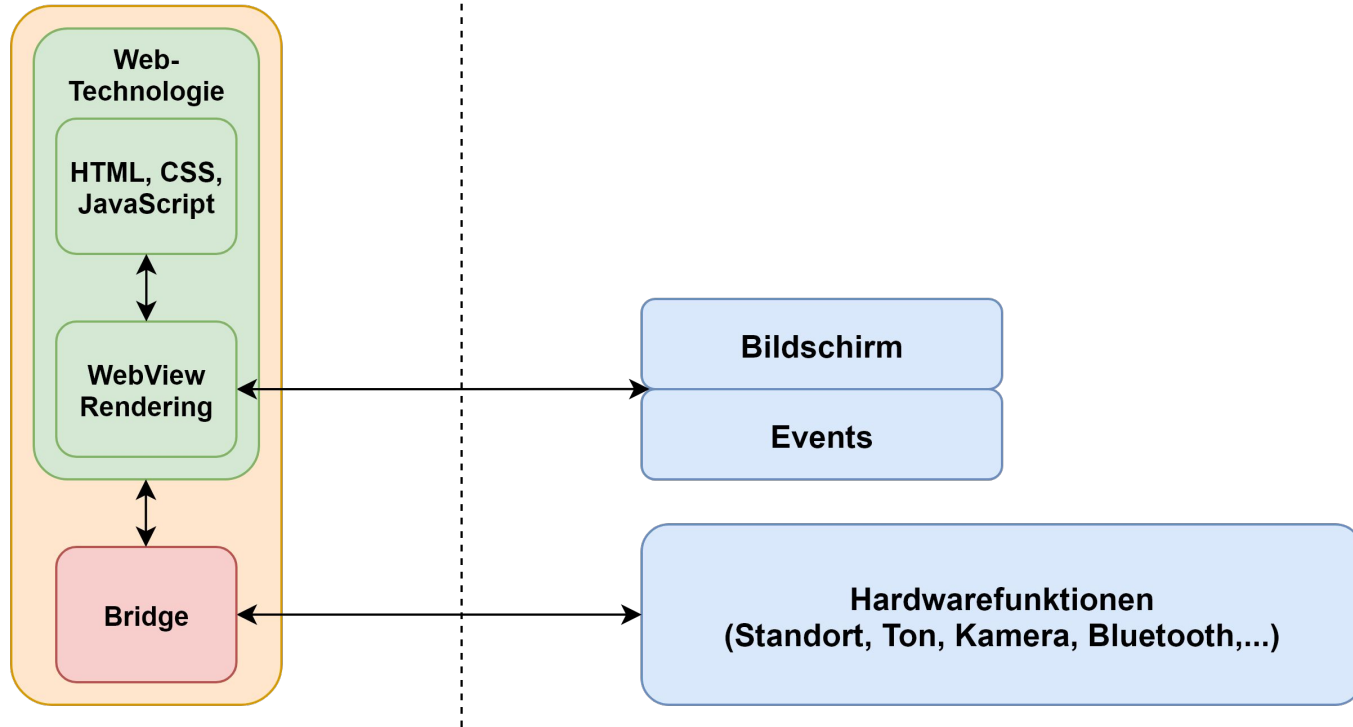 Web-
Technologie
HTML, CSS,
JavaScript
WebView
Rendering
Bridge
Bildschirm
Events
Hardwarefunktionen
(Standort, Ton, Kamera, Bluetooth,...)